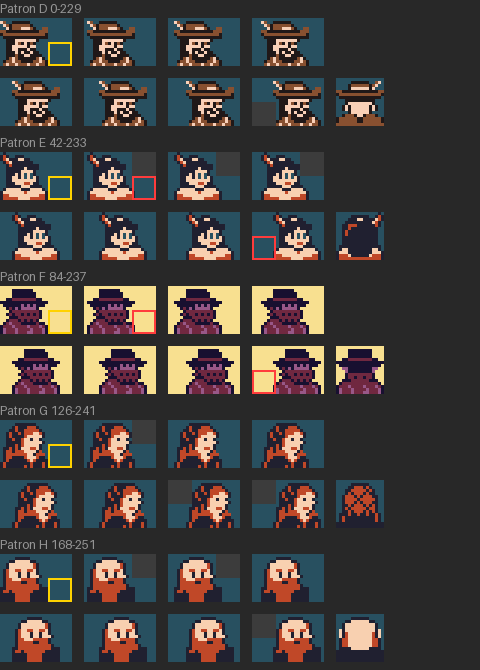 Patron D 0-229
Patron E 42-233
Patron F 84-237
Patron G 126-241
Patron H 168-251